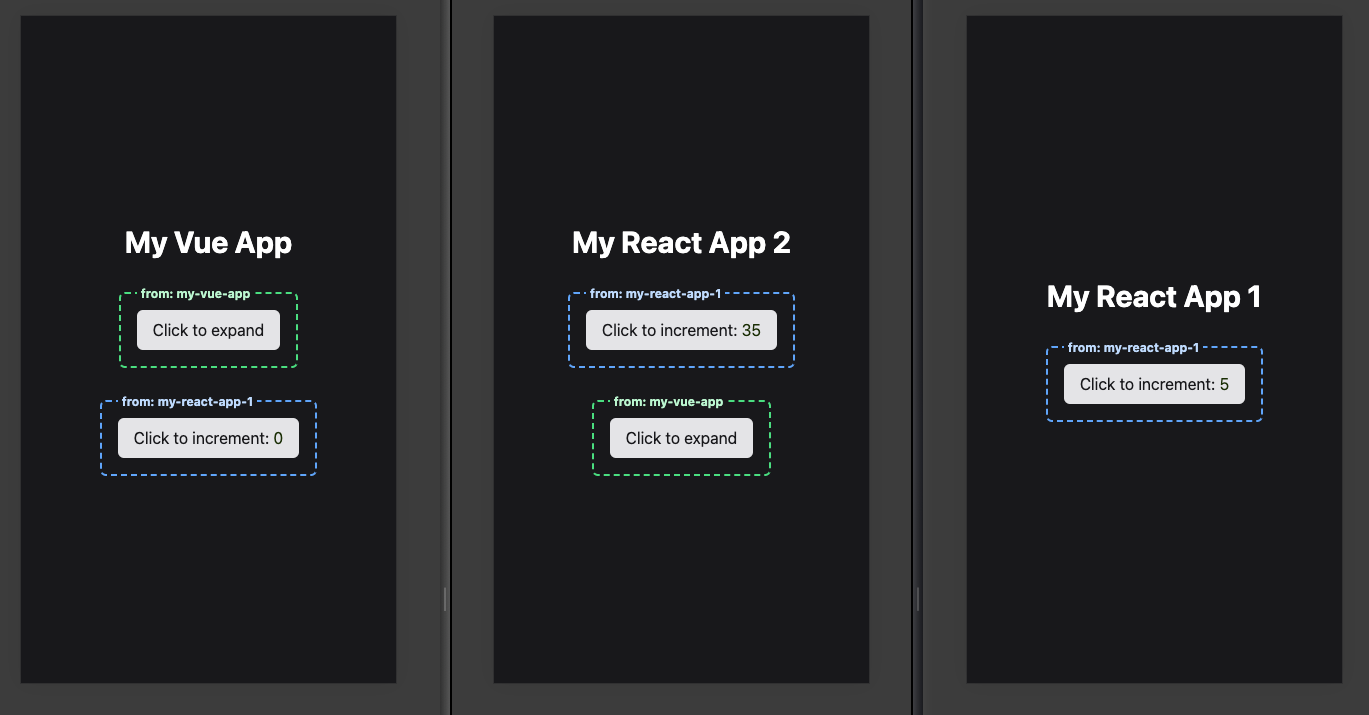 My Vue App
from: my-vue-app
Click to expand
from: my-react-app-1
Click to increment: 0
My React App 2
from: my-react-app-1
Click to increment: 35
from: my-vue-app
Click to expand
My React App 1
from: my-react-app-1
Click to increment: 5